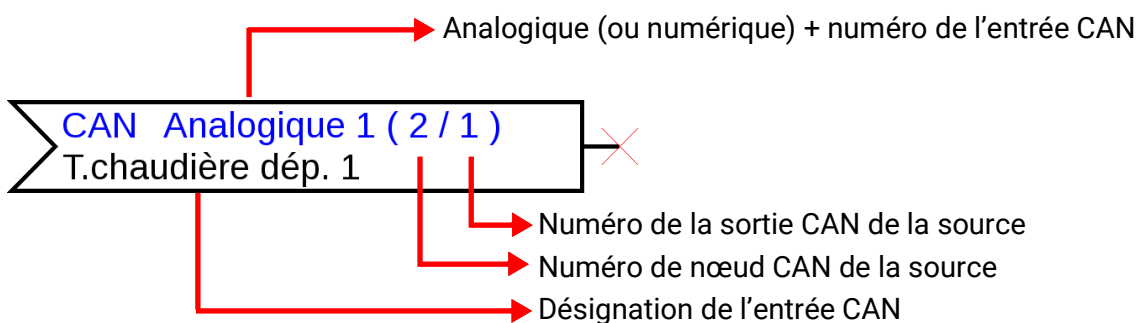 Analogique (ou numérique) + numéro de l’entrée CAN
CAN Analogique 1 ( 2 / 1 )
T.chaudière dép. 1
Numéro de la sortie CAN de la source
Numéro de nœud CAN de la source
Désignation de l’entrée CAN